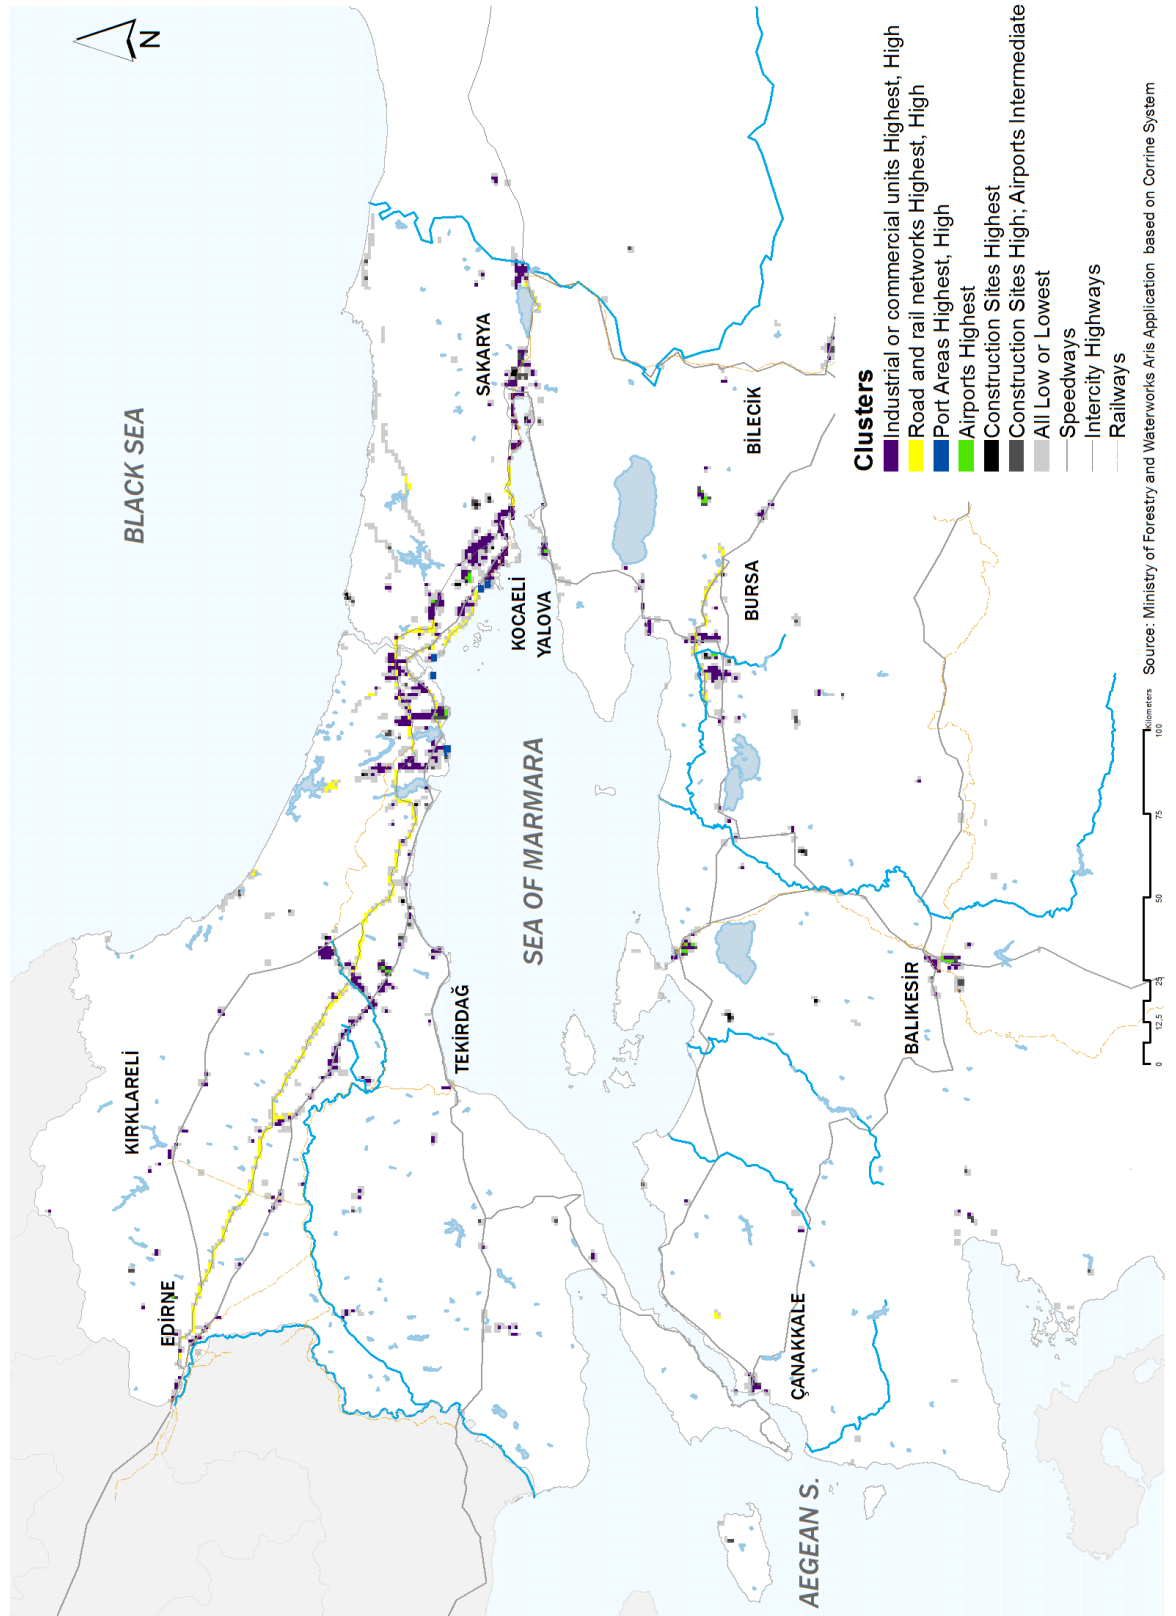 N
BLACK SEA
KIRKLARELİ
EDİRNE
SAKARYA
KOCAELİ
YALOVA
TEKİRDAĞ
SEA OF MARMARA
BİLECİK
BURSA
ÇANAKKALE
BALIKESİR
AEGEAN S.
Clusters
Industrial or commercial units Highest, High
Road and rail networks Highest, High
Port Areas Highest, High
Airports Highest
Construction Sites Highest
Construction Sites High; Airports Intermediate
All Low or Lowest
Speedways
Intercity Highways
Railways
0 12,5 25 50 75 100
Kilometers
Source: Ministry of Forestry and Waterworks Aris Application based on Corrine System